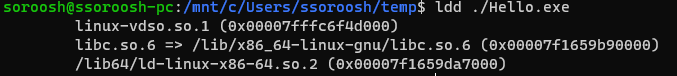 soroosh@ssoroosh-pc:/mnt/c/Users/ssoroosh/temp$ ldd ./Hello.exe
linux-vdso.so.1 (0x00007fffc6f4d000)
libc.so.6 => /lib/x86_64-linux-gnu/libc.so.6 (0x00007f1659b90000)
/lib64/ld-linux-x86-64.so.2 (0x00007f1659da7000)